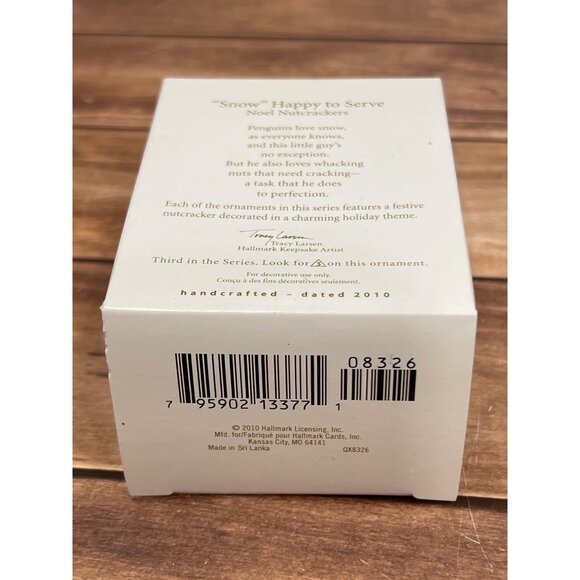 "Snow" Happy to Serve
Noel Nutcrackers
Penguins love snow,
as everyone knows,
and this little guy's
no exception.
But he also loves whacking
nuts that need cracking—
a task that he does
to perfection.
Each of the ornaments in this series features a festive
nutcracker decorated in a charming holiday theme.
Tracy Larsen
Tracy Larsen
Hallmark Keepsake Artist
Third in the Series. Look for 3 on this ornament.
For decorative use only.
Conçu à des fins décoratives seulement.
handcrafted – dated 2010
08326
7 95902 13377 1
© 2010 Hallmark Licensing, Inc.
Mfd. for/Fabriqué pour Hallmark Cards, Inc.
Kansas City, MO 64141
Made in Sri Lanka QX8326